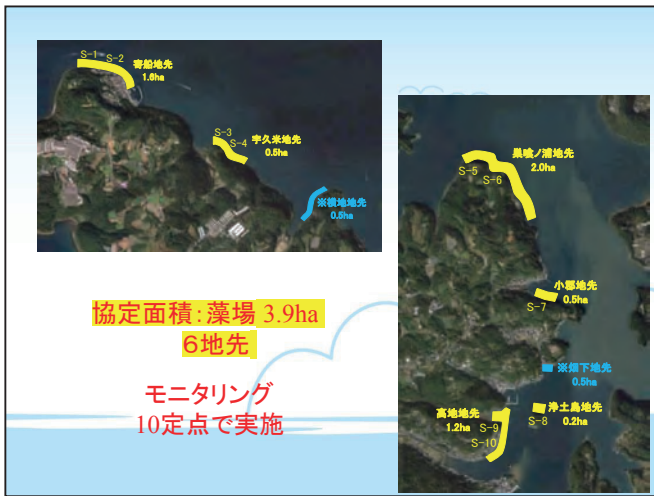 S-1
S-2
寄船地先
1.6ha
S-3
S-4
宇久米地先
0.5ha
※横地地先
0.5ha
協定面積：藻場 3.9ha
６地先
モニタリング
10定点で実施
S-5
S-6
巣喰ノ浦地先
2.0ha
小郡地先
0.5ha
S-7
※畑下地先
0.5ha
高地地先
1.2ha
S-9
S-10
浄土島地先
S-8
0.2ha